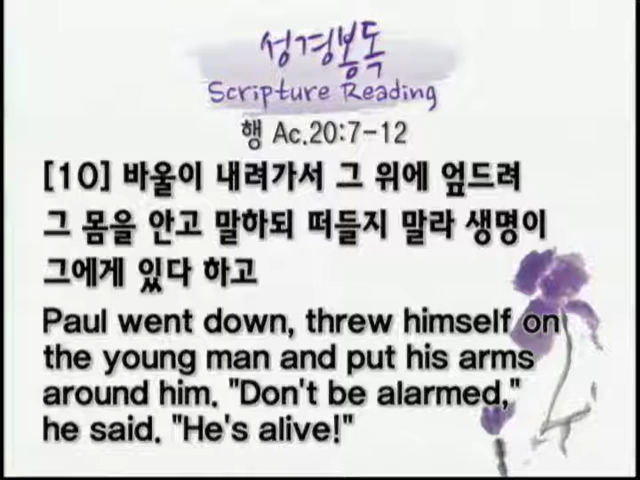 성경봉독
Scripture Reading
행 Ac.20:7-12
[10] 바울이 내려가서 그 위에 엎드려
그 몸을 안고 말하되 떠들지 말라 생명이
그에게 있다 하고
Paul went down, threw himself on
the young man and put his arms
around him. "Don't be alarmed,"
he said. "He's alive!"